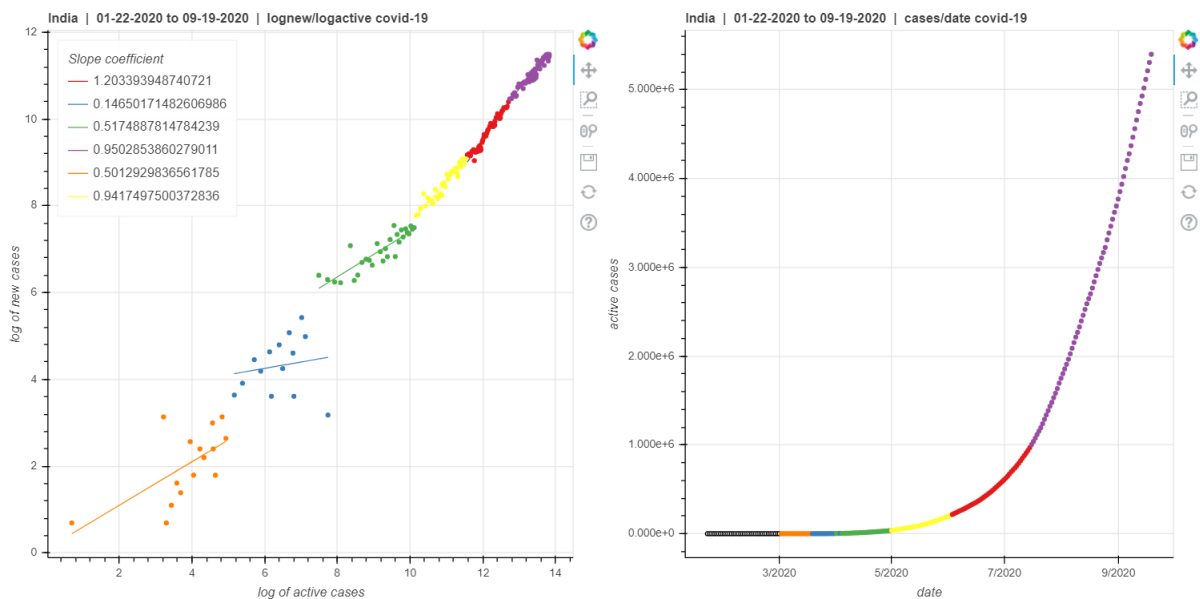 India | 01-22-2020 to 09-19-2020 | lognew/logactive covid-19
12
10
8
6
4
2
0
log of new cases
Slope coefficient
1.203393948740721
0.14650171482606986
0.5174887814784239
0.9502853860279011
0.5012929836561785
0.9417497500372836
2
4
6
8
10
12
14
log of active cases
India | 01-22-2020 to 09-19-2020 | cases/date covid-19
5.000e+6
4.000e+6
3.000e+6
2.000e+6
1.000e+6
0.000e+0
active cases
3/2020
5/2020
7/2020
9/2020
date